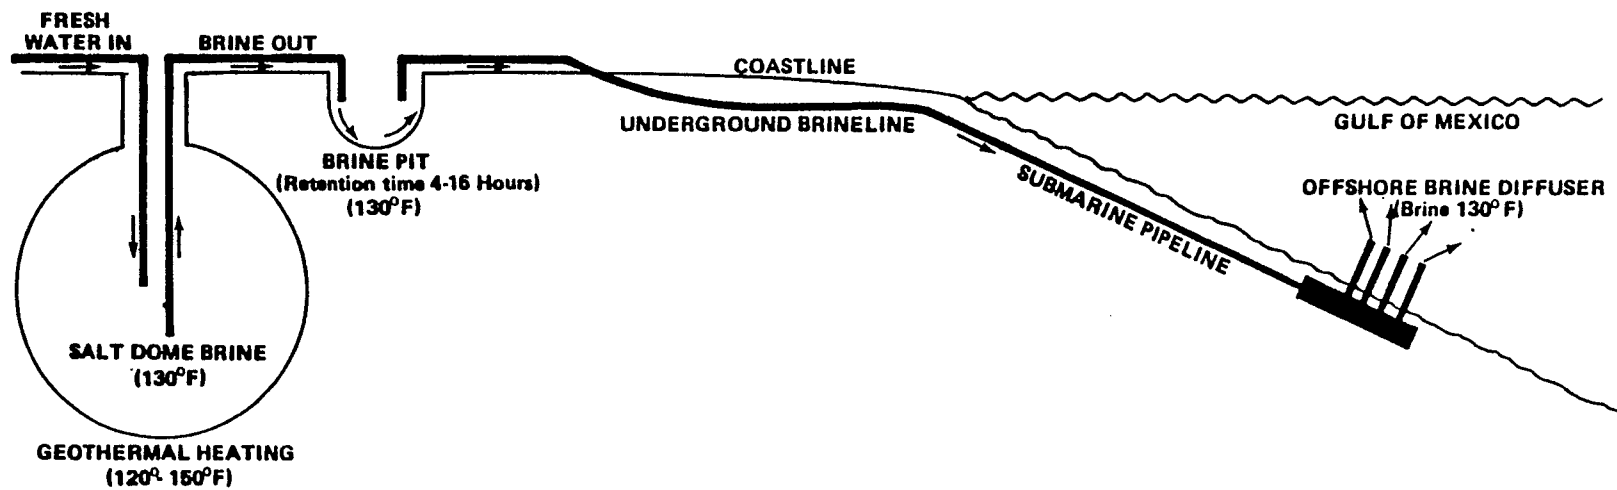 FRESH
WATER IN
BRINE OUT
COASTLINE
UNDERGROUND BRINELINE
GULF OF MEXICO
BRINE PIT
(Retention time 4-16 Hours)
(130°F)
SUBMARINE PIPELINE
OFFSHORE BRINE DIFFUSER
(Brine 130°F)
SALT DOME BRINE
(130°F)
GEOTHERMAL HEATING
(120°- 150°F)